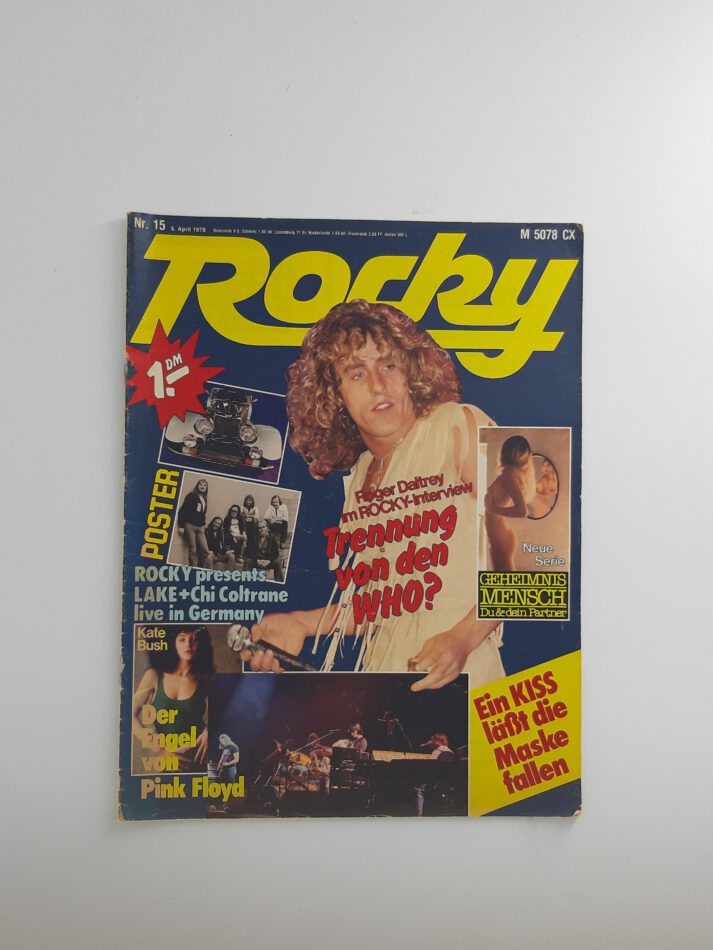 Nr. 15 6. April 1978
M 5078 CX
Rocky
1.- DM
POSTER
Roger Daltrey
im ROCKY-Interview
Trennung
von den
WHO?
Neue
Serie
GEHEIMNIS
MENSCH
Du & dein Partner
ROCKY presents
LAKE+Chi Coltrane
live in Germany
Kate
Bush
Der
Engel
von
Pink Floyd
Ein KISS
läßt die
Maske
fallen